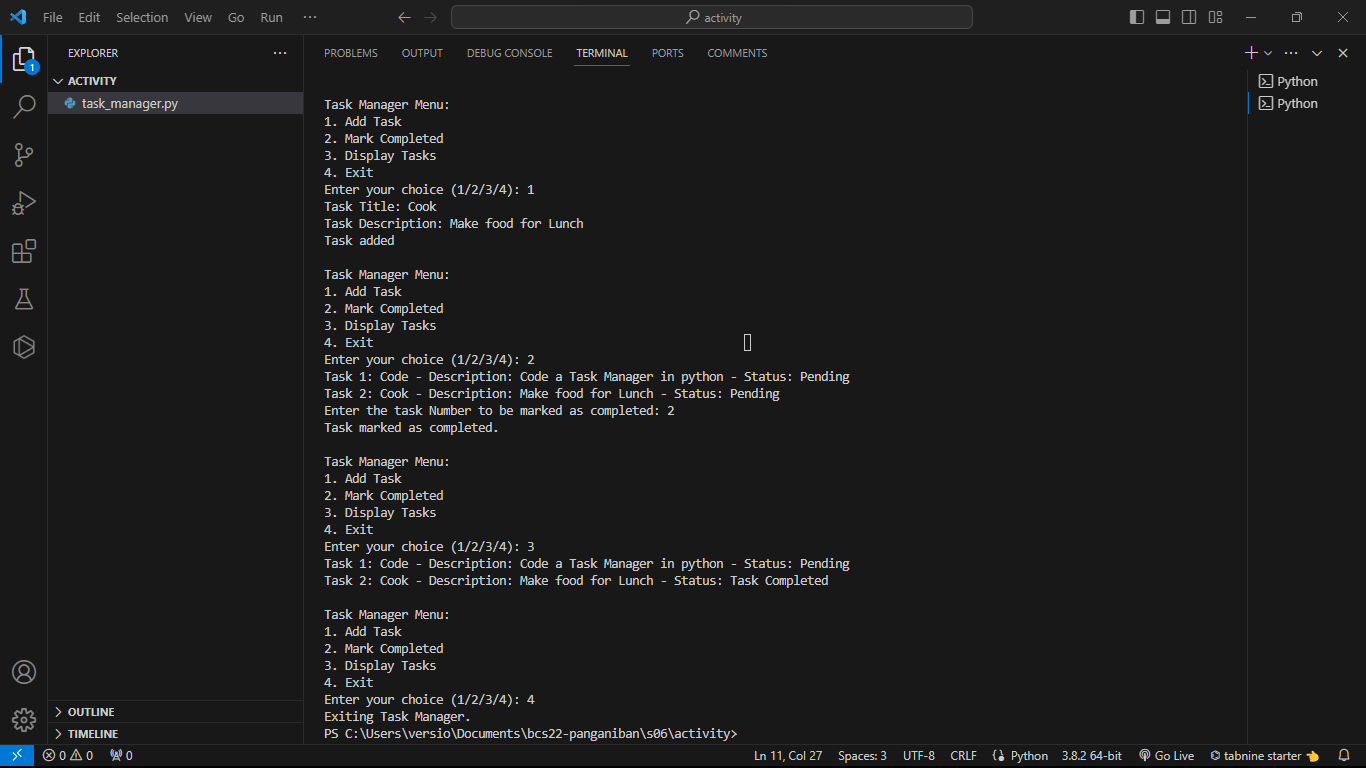 File Edit Selection View Go Run ··· activity
EXPLORER ···
PROBLEMS OUTPUT DEBUG CONSOLE TERMINAL PORTS COMMENTS
ACTIVITY
task_manager.py
1
Python
Python
Task Manager Menu:
1. Add Task
2. Mark Completed
3. Display Tasks
4. Exit
Enter your choice (1/2/3/4): 1
Task Title: Cook
Task Description: Make food for Lunch
Task added
Task Manager Menu:
1. Add Task
2. Mark Completed
3. Display Tasks
4. Exit
Enter your choice (1/2/3/4): 2
Task 1: Code - Description: Code a Task Manager in python - Status: Pending
Task 2: Cook - Description: Make food for Lunch - Status: Pending
Enter the task Number to be marked as completed: 2
Task marked as completed.
Task Manager Menu:
1. Add Task
2. Mark Completed
3. Display Tasks
4. Exit
Enter your choice (1/2/3/4): 3
Task 1: Code - Description: Code a Task Manager in python - Status: Pending
Task 2: Cook - Description: Make food for Lunch - Status: Task Completed
Task Manager Menu:
1. Add Task
2. Mark Completed
3. Display Tasks
4. Exit
Enter your choice (1/2/3/4): 4
Exiting Task Manager.
PS C:\Users\versio\Documents\bcs22-panganiban\s06\activity>
OUTLINE
TIMELINE
0 0 0 Ln 11, Col 27 Spaces: 3 UTF-8 CRLF Python 3.8.2 64-bit Go Live tabnine starter